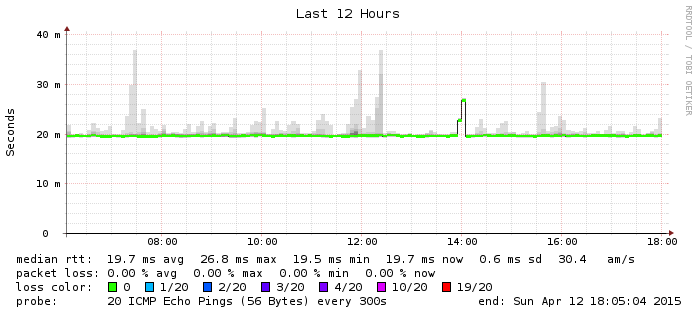 Last 12 Hours
RRDTOOL / TOBI OETIKER
Seconds
40 m
30 m
20 m
10 m
0
08:00 10:00 12:00 14:00 16:00 18:00
median rtt: 19.7 ms avg 26.8 ms max 19.5 ms min 19.7 ms now 0.6 ms sd 30.4 am/s
packet loss: 0.00 % avg 0.00 % max 0.00 % min 0.00 % now
loss color: 0 1/20 2/20 3/20 4/20 10/20 19/20
probe: 20 ICMP Echo Pings (56 Bytes) every 300s end: Sun Apr 12 18:05:04 2015